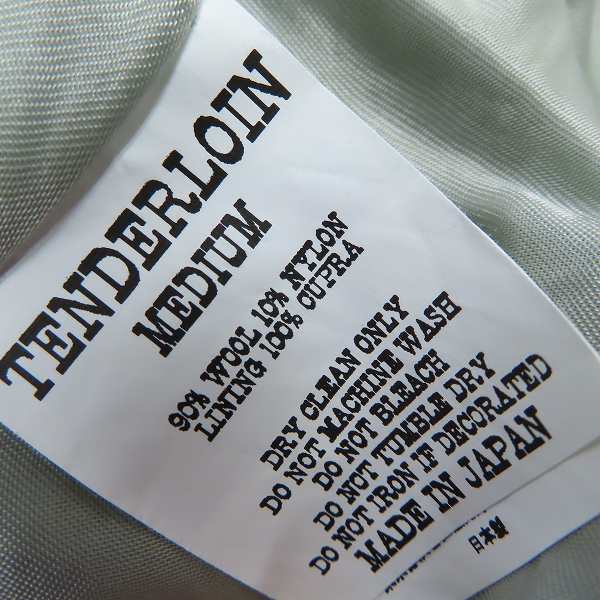 TENDERLOIN
MEDIUM
90% WOOL 10% NYLON
LINING 100% CUPRA
DRY CLEAN ONLY
DO NOT MACHINE WASH
DO NOT BLEACH
DO NOT TUMBLE DRY
DO NOT IRON IF DECORATED
MADE IN JAPAN
日本製